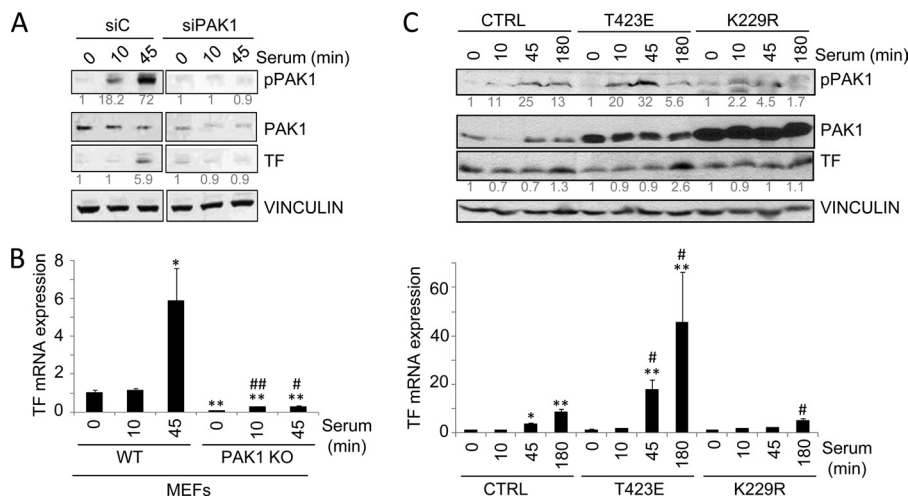 A
siC siPAK1
0 10 45 0 10 45 Serum (min)
pPAK1
1 18.2 72 1 1 0.9
PAK1
TF
1 1 5.9 1 0.9 0.9
VINCULIN
B
TF mRNA expression
8
6
4
2
0
*
** ## ** # **
0 10 45 0 10 45 Serum (min)
WT PAK1 KO
MEFs
C
CTRL T423E K229R
0 10 45 180 0 10 45 180 0 10 45 180 Serum (min)
pPAK1
1 11 25 13 1 20 32 5.6 1 2.2 4.5 1.7
PAK1
TF
1 0.7 0.7 1.3 1 0.9 0.9 2.6 1 0.9 1 1.1
VINCULIN
TF mRNA expression
60
40
20
0
* ** # ** # ** #
0 10 45 180 0 10 45 180 0 10 45 180 Serum (min)
CTRL T423E K229R